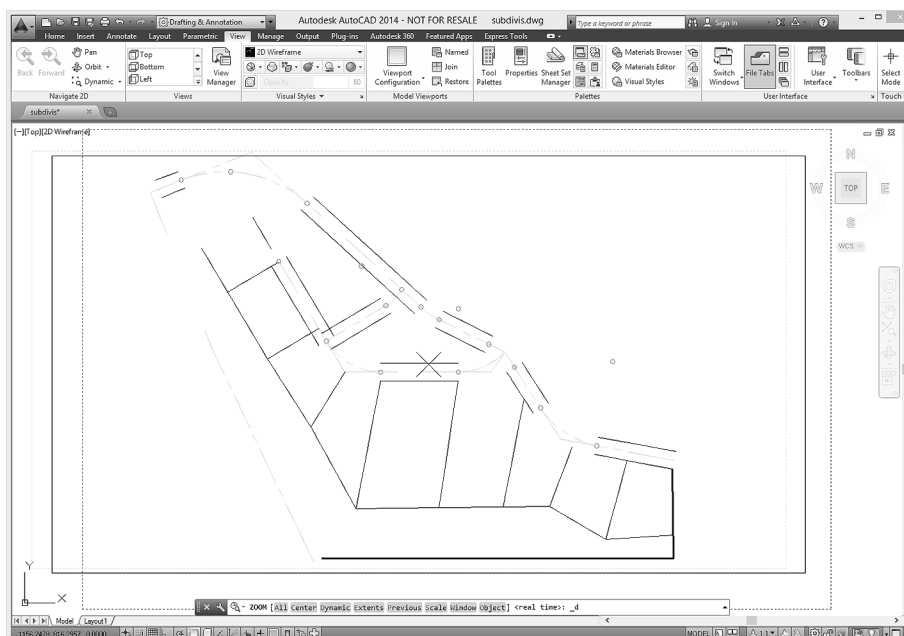 Drafting & Annotation
Autodesk AutoCAD 2014 - NOT FOR RESALE subdivis.dwg
Type a keyword or phrase
Sign In
Home Insert Annotate Layout Parametric View Manage Output Plug-ins Autodesk 360 Featured Apps Express Tools
Back Forward
Pan
Orbit
Dynamic
Top
Bottom
Left
View Manager
2D Wireframe
Opacity 60
Viewport Configuration
Named
Join
Restore
Tool Palettes
Properties
Sheet Set Manager
Materials Browser
Materials Editor
Visual Styles
Switch Windows
File Tabs
User Interface
Toolbars
Select Mode
Navigate 2D Views Visual Styles Model Viewports Palettes User Interface Touch
subdivis*
[-][Top][2D Wireframe]
N
W TOP E
S
WCS
Y
X
ZOOM [All Center Dynamic Extents Previous Scale Window Object] <real time>: _d
Model Layout1
MODEL